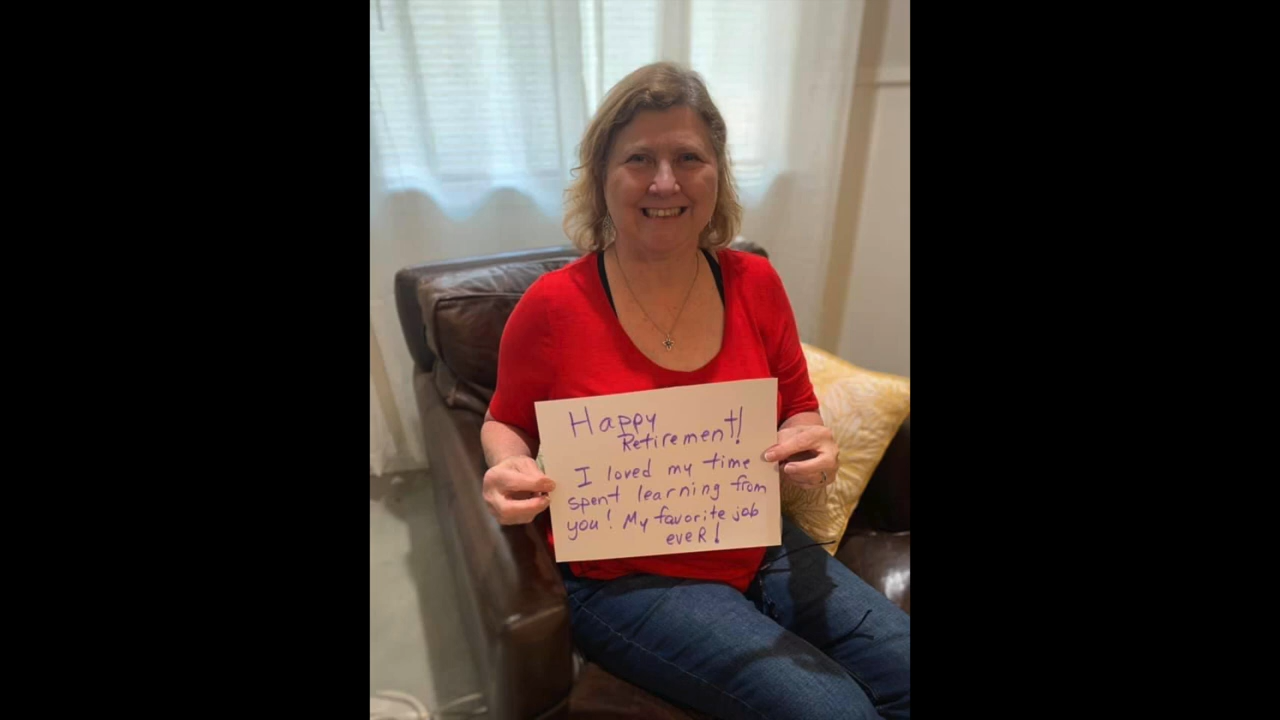 Happy
Retirement!
I loved my time
spent learning from
you! My favorite job
eveR!